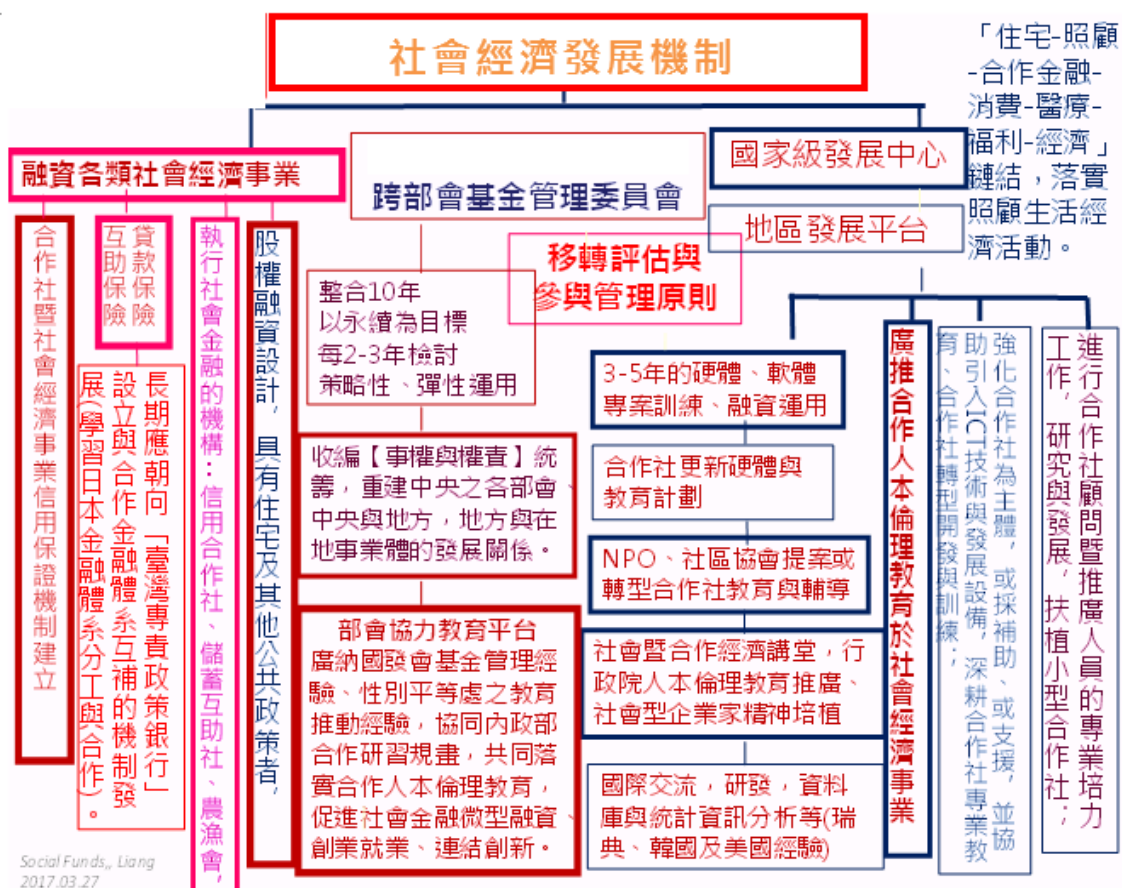 社會經濟發展機制
「住宅-照顧
-合作金融-
消費-醫療-
福利-經濟」
鏈結，落實
照顧生活經
濟活動。
融資各類社會經濟事業
跨部會基金管理委員會
國家級發展中心
地區發展平台
移轉評估與
參與管理原則
合作社暨社會經濟事業信用保證機制建立
貸款保險
互助保險
長期應朝向「臺灣專責政策銀行」
設立與合作金融體系互補的機制發
展(學習日本金融體系分工與合作)。
執行社會金融的機構：信用合作社、儲蓄互助社、農漁會，
股權融資設計，具有住宅及其他公共政策者，
整合10年
以永續為目標
每2-3年檢討
策略性、彈性運用
收編【事權與權責】統
籌，重建中央之各部會、
中央與地方，地方與在
地事業體的發展關係。
部會協力教育平台
廣納國發會基金管理經
驗、性別平等處之教育
推動經驗，協同內政部
合作研習規畫，共同落
實合作人本倫理教育，
促進社會金融微型融資、
創業就業、連結創新。
3-5年的硬體、軟體
專案訓練、融資運用
合作社更新硬體與
教育計劃
NPO、社區協會提案或
轉型合作社教育與輔導
社會暨合作經濟講堂，行
政院人本倫理教育推廣、
社會型企業家精神培植
國際交流，研發，資料
庫與統計資訊分析等(瑞
典、韓國及美國經驗)
廣推合作人本倫理教育於社會經濟事業
強化合作社為主體，或採補助、或支援，並協
助引入ICT技術與發展設備，深耕合作社專業教
育、合作社轉型開發與訓練；
進行合作社顧問暨推廣人員的專業培力
工作，研究與發展，扶植小型合作社；
Social Funds,, Liang
2017.03.27